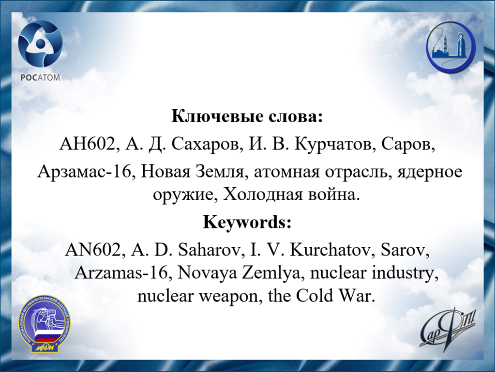 РОСАТОМ
Ключевые слова:
АН602, А. Д. Сахаров, И. В. Курчатов, Саров,
Арзамас-16, Новая Земля, атомная отрасль, ядерное
оружие, Холодная война.
Keywords:
AN602, A. D. Saharov, I. V. Kurchatov, Sarov,
Arzamas-16, Novaya Zemlya, nuclear industry,
nuclear weapon, the Cold War.
СарФТИ